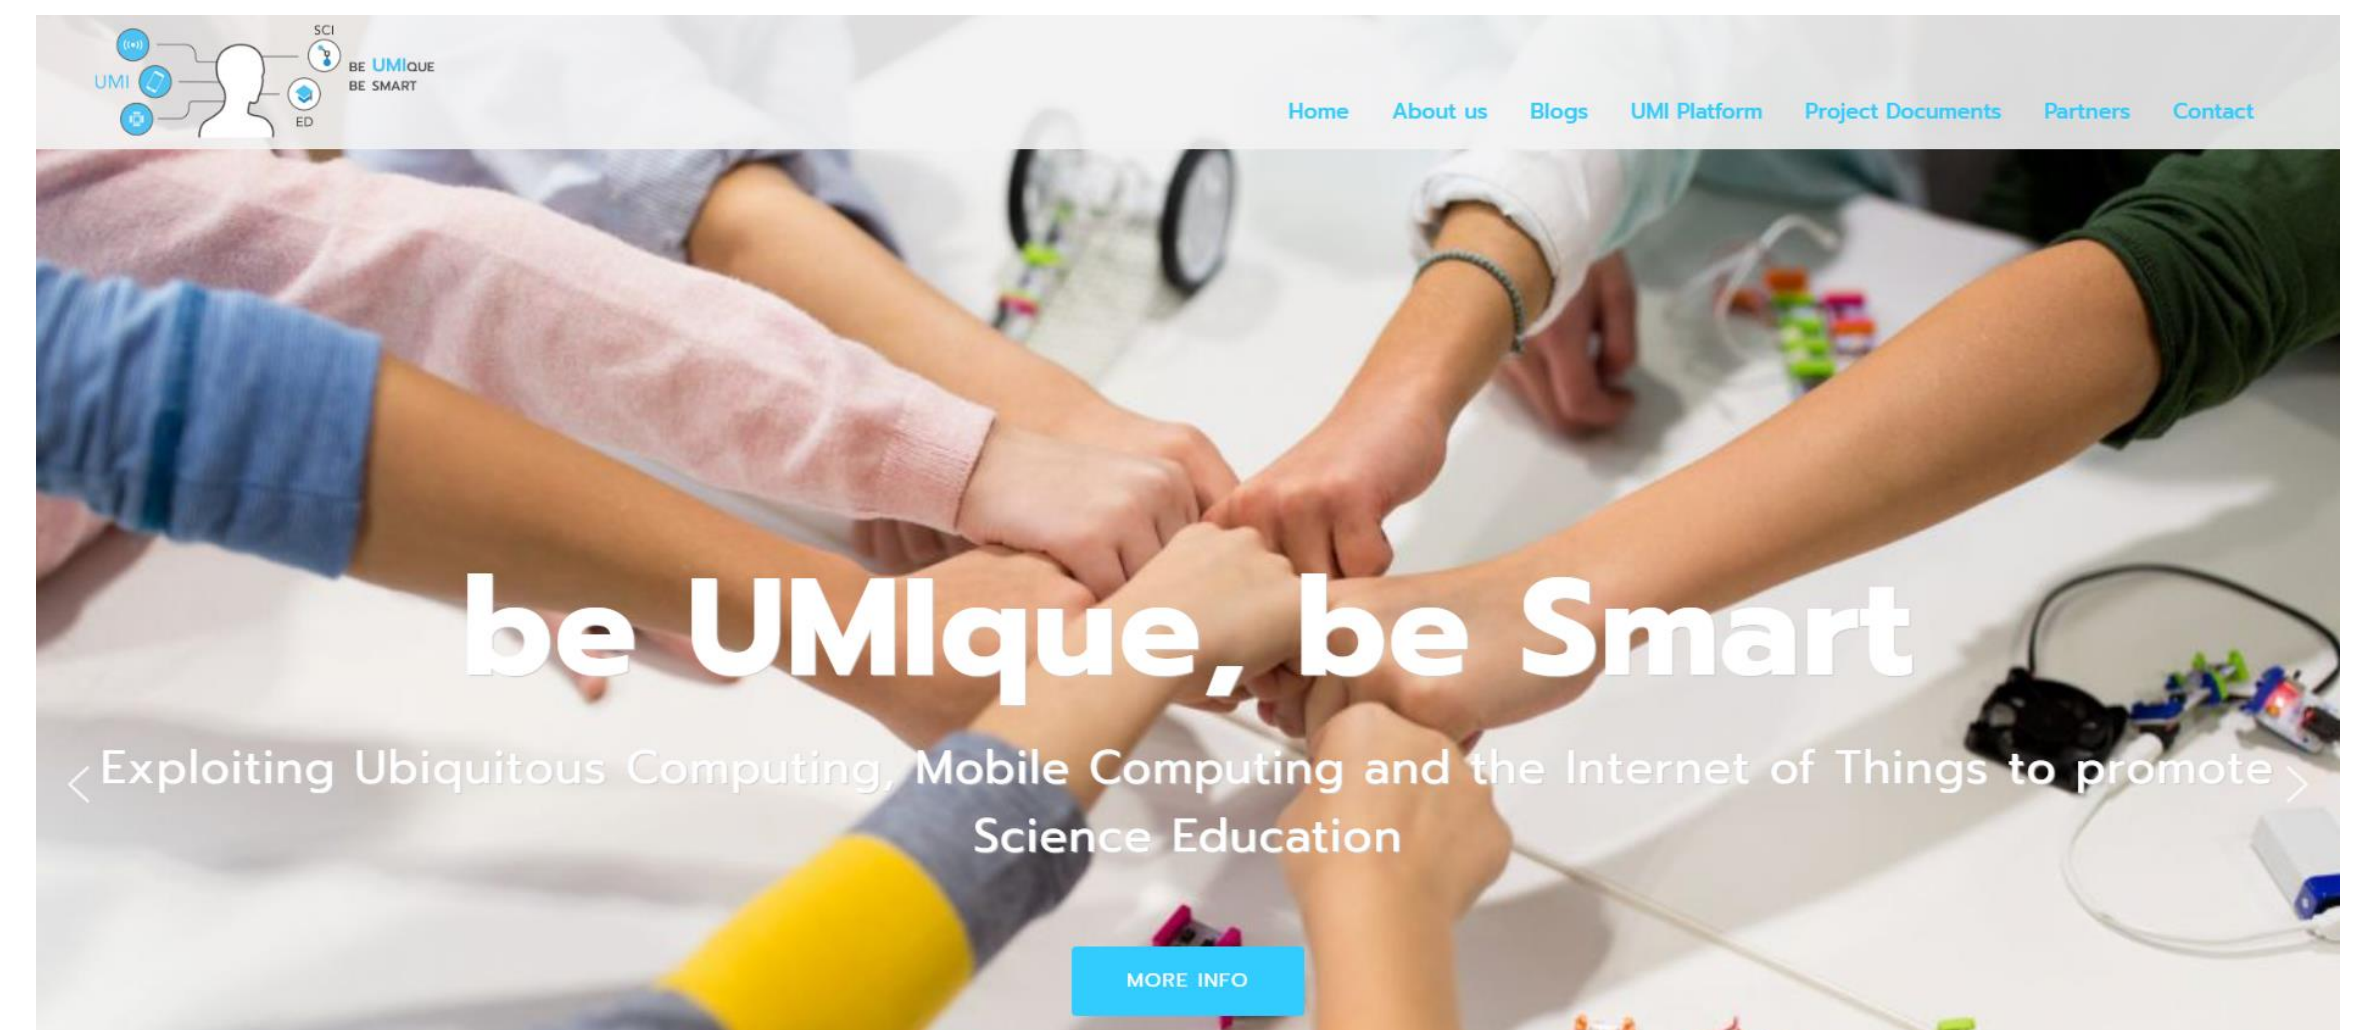 SCI
UMI
BE UMIQUE
BE SMART
ED
Home About us Blogs UMI Platform Project Documents Partners Contact
be UMIque, be Smart
Exploiting Ubiquitous Computing, Mobile Computing and the Internet of Things to promote
Science Education
MORE INFO